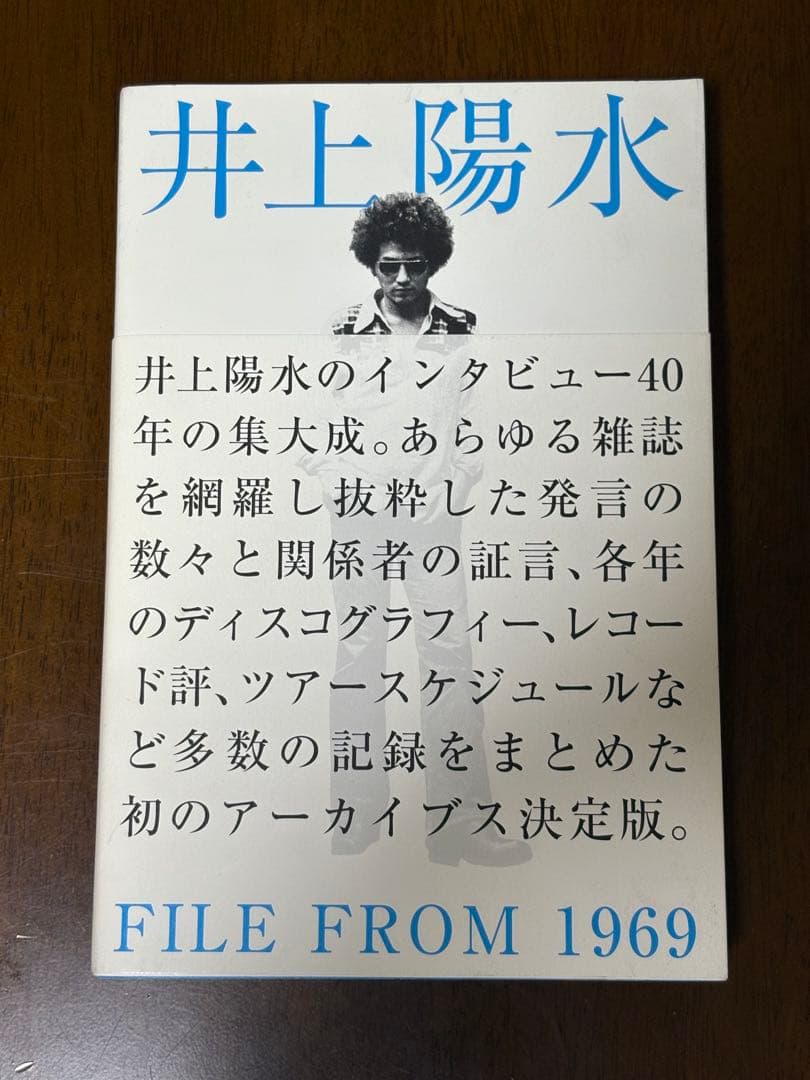 井上陽水
井上陽水のインタビュー40
年の集大成。あらゆる雑誌
を網羅し抜粋した発言の
数々と関係者の証言、各年
のディスコグラフィー、レコー
ド評、ツアースケジュールな
ど多数の記録をまとめた
初のアーカイブス決定版。
FILE FROM 1969